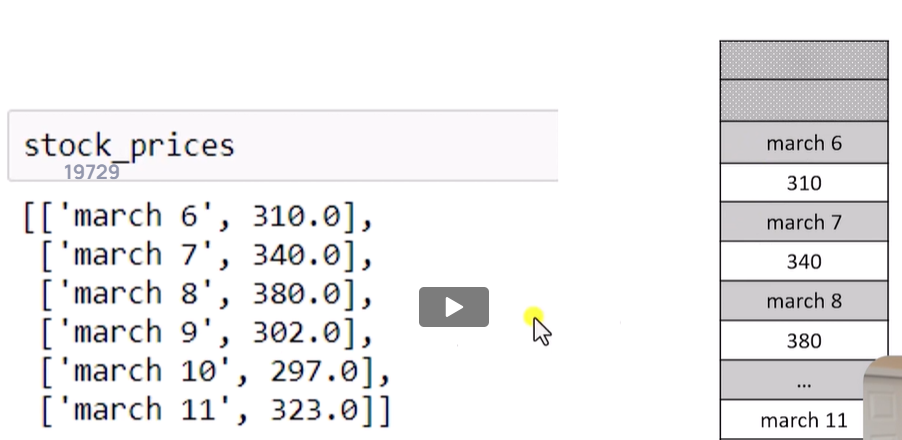 stock_prices
19729
[['march 6', 310.0],
['march 7', 340.0],
['march 8', 380.0],
['march 9', 302.0],
['march 10', 297.0],
['march 11', 323.0]]
march 6
310
march 7
340
march 8
380
...
march 11